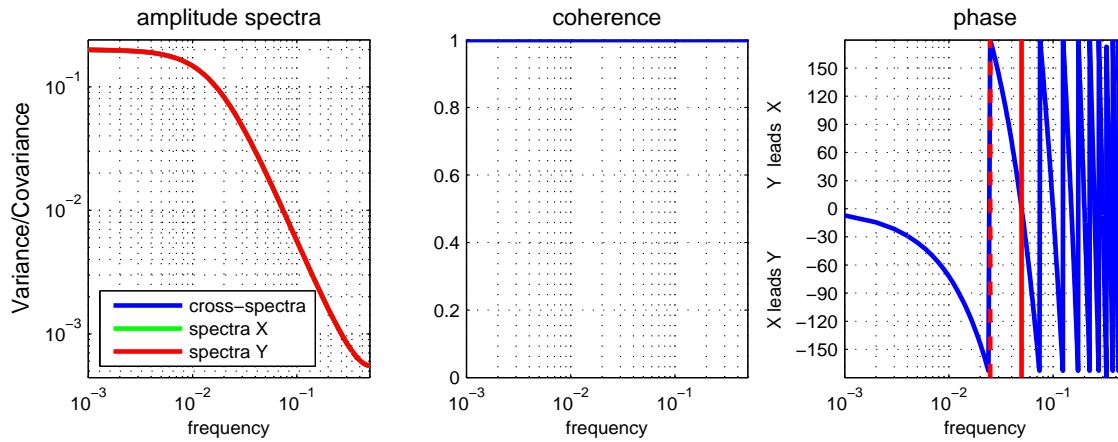 amplitude spectra
Variance/Covariance
10⁻¹
10⁻²
10⁻³
cross−spectra
spectra X
spectra Y
10⁻³
10⁻²
10⁻¹
frequency
coherence
1
0.8
0.6
0.4
0.2
0
10⁻³
10⁻²
10⁻¹
frequency
phase
X leads Y
Y leads X
150
120
90
60
30
0
−30
−60
−90
−120
−150
10⁻³
10⁻²
10⁻¹
frequency